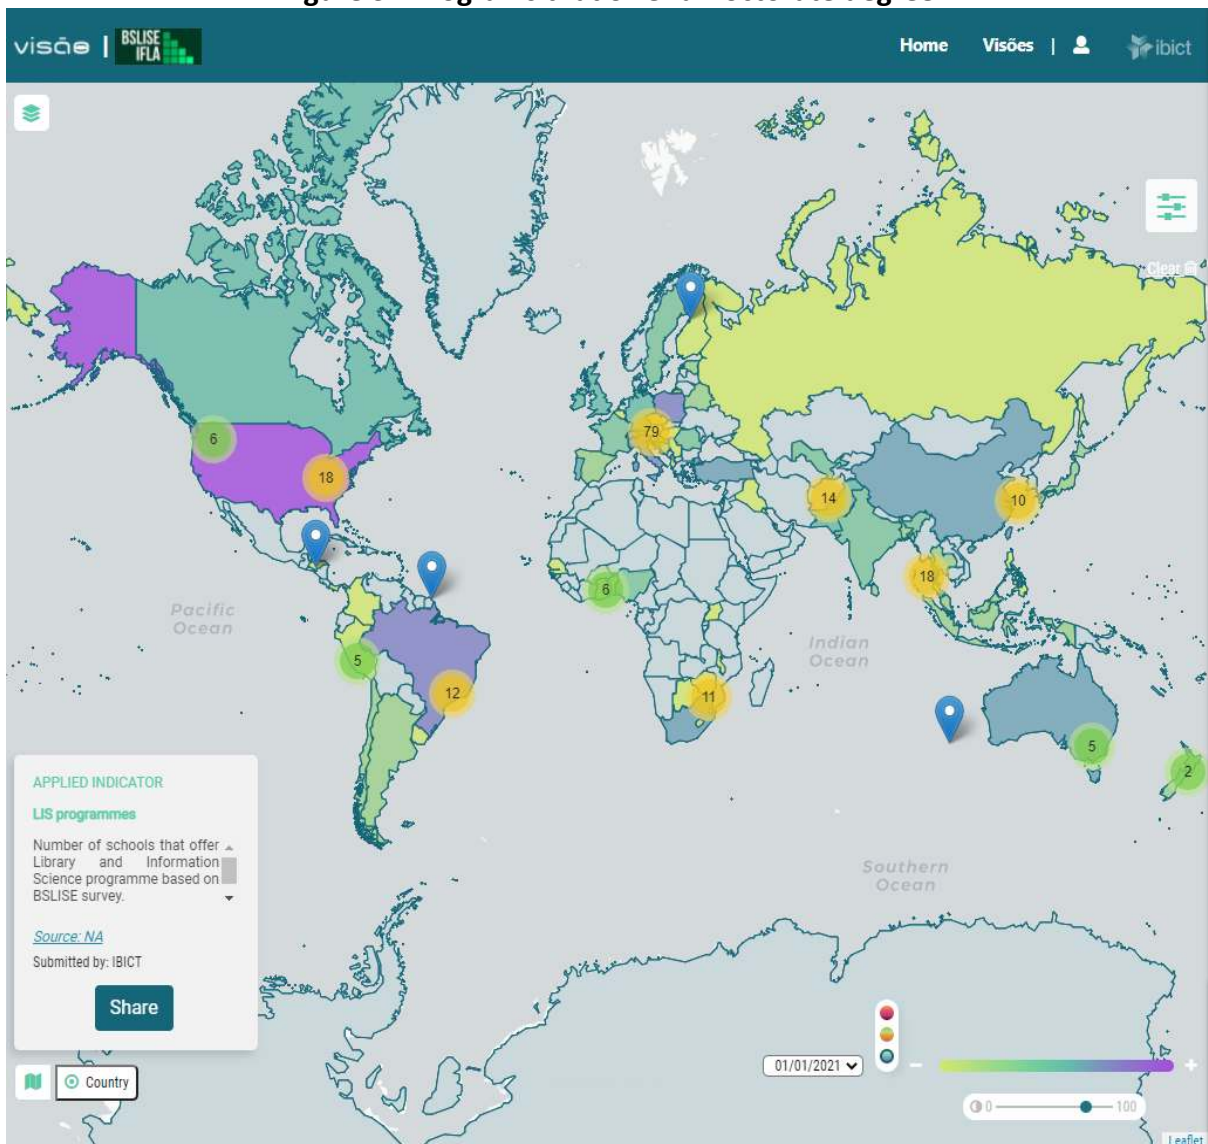 visão | BSLISE
IFLA
Home Visões | ibict
Clear
6
18
79
14
10
18
6
5
12
11
5
2
Pacific
Ocean
Indian
Ocean
Southern
Ocean
APPLIED INDICATOR
LIS programmes
Number of schools that offer
Library and Information
Science programme based on
BSLISE survey.
Source: NA
Submitted by: IBICT
Share
Country
01/01/2021
− +
0 100
Leaflet